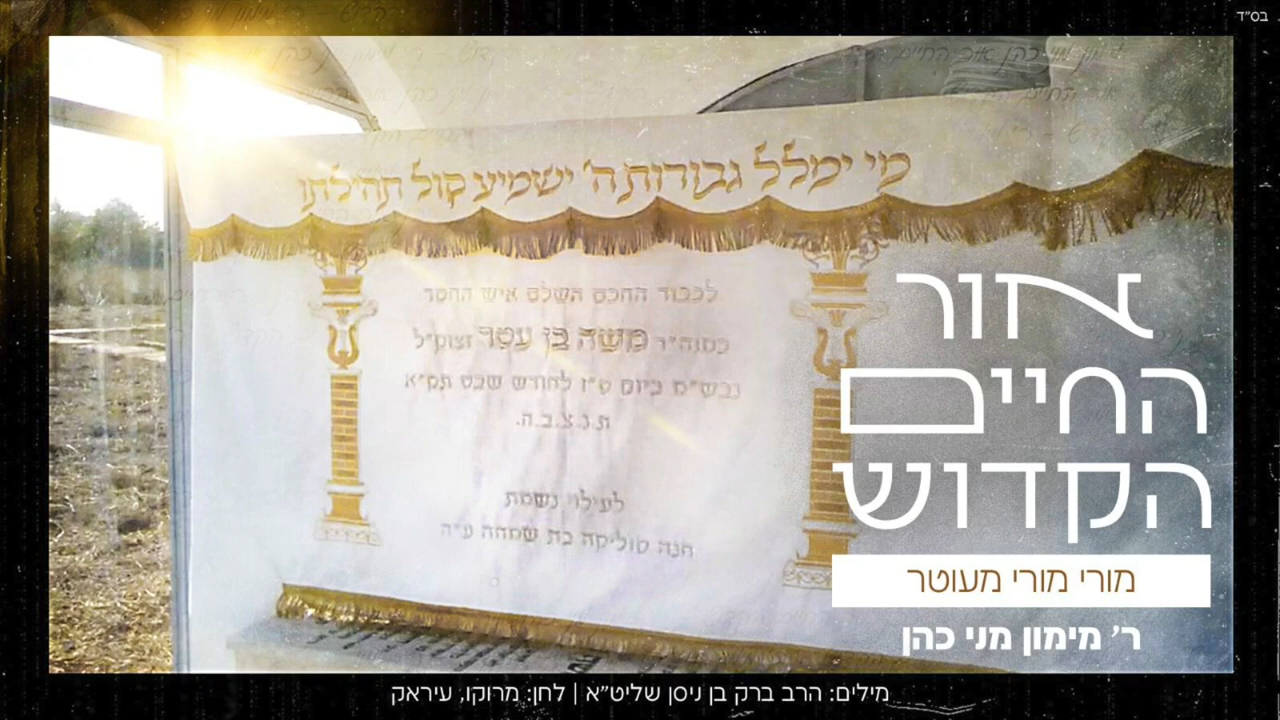 בס"ד
מי ימלל גבורות ה' ישמיע קול תהילתו
לכבוד החכם השלם איש החסד
כמוה"ר משה בן עטר זצוק"ל
נבש"מ ביום ט"ז לחודש שבט תפ"א
ת.נ.צ.ב.ה.
לעילוי נשמת
חנה סוליקה בת שמחה ע"ה
אור
החיים
הקדוש
מורי מורי מעוטר
ר' מימון מני כהן
מילים: הרב ברק בן ניסן שליט"א | לחן: מרוקו, עיראק